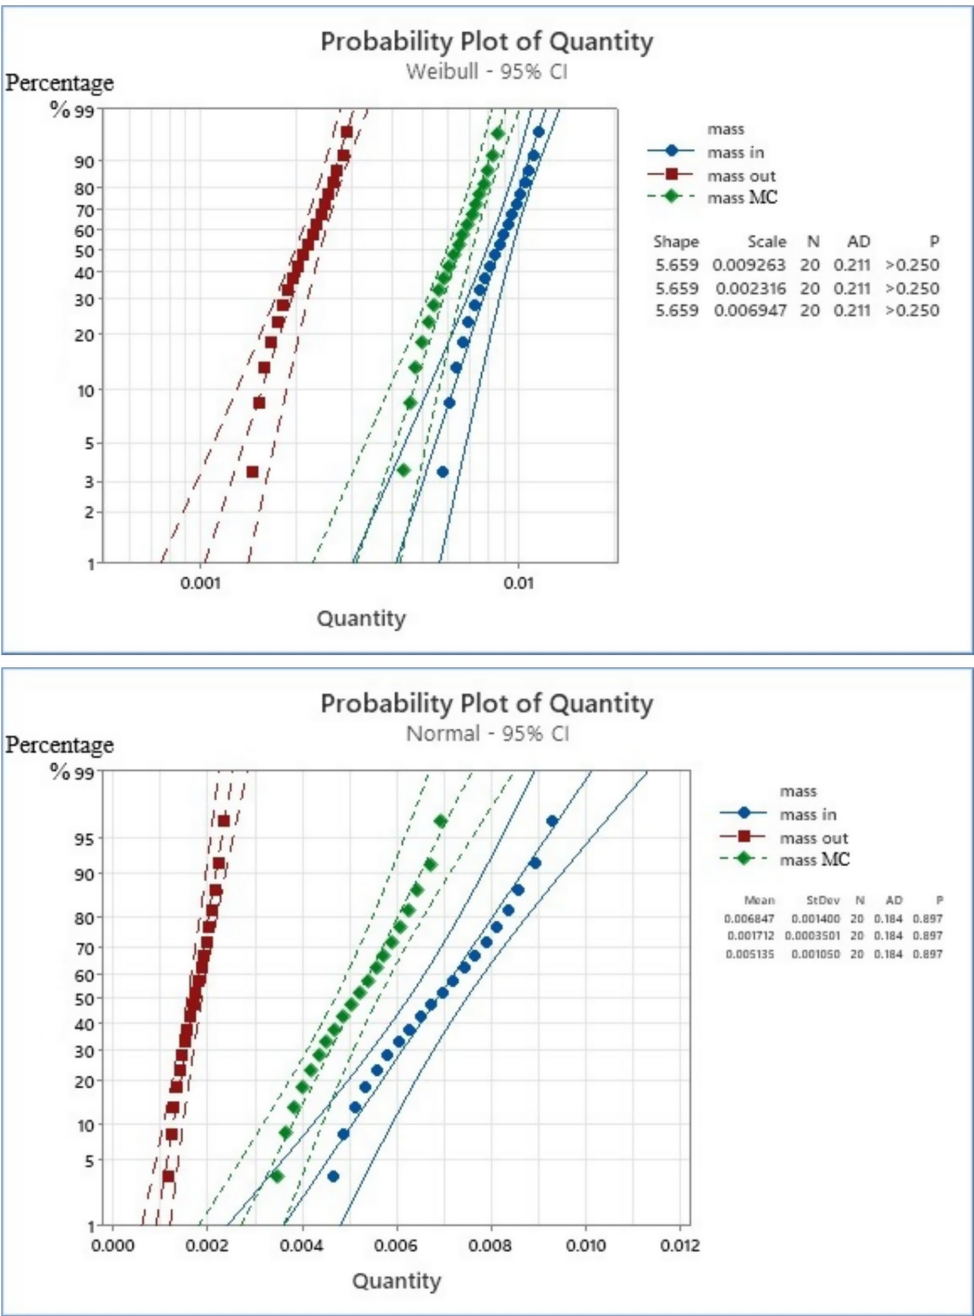 Probability Plot of Quantity
Weibull - 95% CI
Percentage
% 99
90
80
70
60
50
40
30
20
10
5
3
2
1
0.001 0.01
Quantity
mass
mass in
mass out
mass MC
Shape Scale N AD P
5.659 0.009263 20 0.211 >0.250
5.659 0.002316 20 0.211 >0.250
5.659 0.006947 20 0.211 >0.250
Probability Plot of Quantity
Normal - 95% CI
Percentage
% 99
95
90
80
70
60
50
40
30
20
10
5
1
0.000 0.002 0.004 0.006 0.008 0.010 0.012
Quantity
mass
mass in
mass out
mass MC
Mean StDev N AD P
0.006847 0.001400 20 0.184 0.897
0.001712 0.0003501 20 0.184 0.897
0.005135 0.001050 20 0.184 0.897